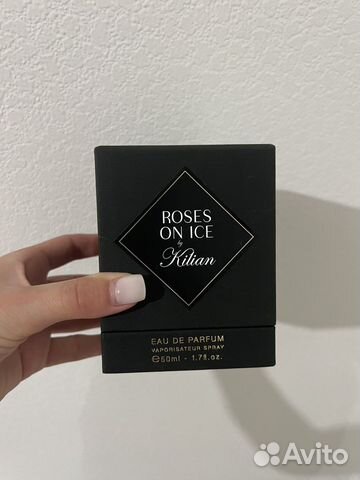 ROSES
ON ICE
by
Kilian
EAU DE PARFUM
VAPORISATEUR SPRAY
℮50ml - 1.7fl.oz.
Avito